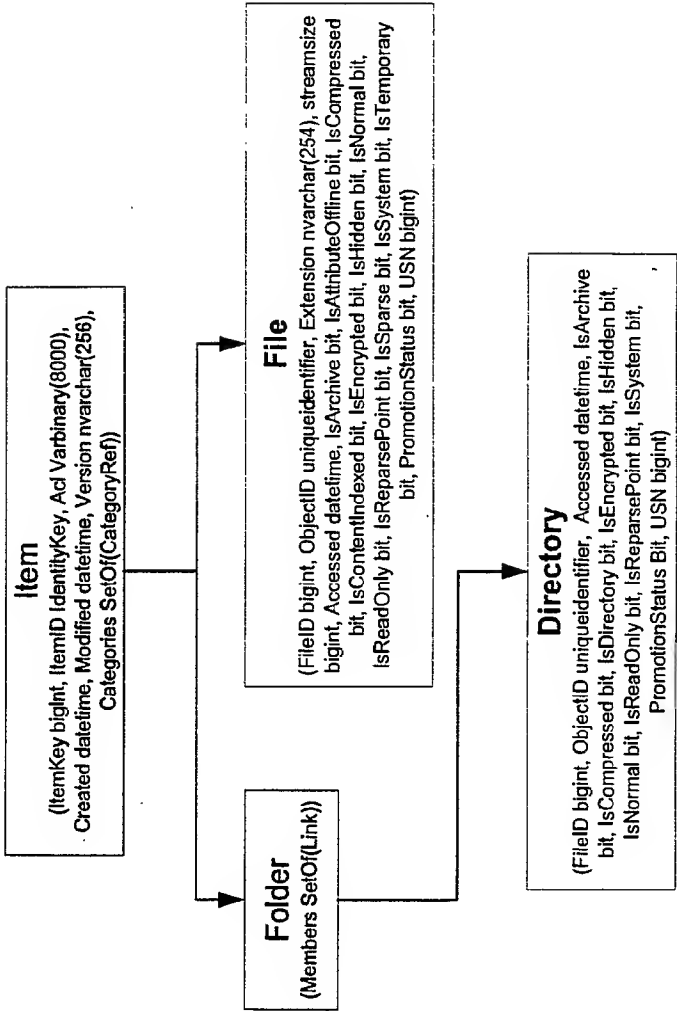 Item
(ItemKey bigInt, ItemID IdentityKey, Acl Varbinary(8000),
Created datetime, Modified datetime, Version nvarchar(256),
Categories SetOf(CategoryRef))
Folder
(Members SetOf(Link))
File
(FileID bigint, ObjectID uniqueidentifier, Extension nvarchar(254), streamsize
bigint, Accessed datetime, IsArchive bit, IsAttributeOffline bit, IsCompressed
bit, IsContentIndexed bit, IsEncrypted bit, IsHidden bit, IsNormal bit,
IsReadOnly bit, IsReparsePoint bit, IsSparse bit, IsSystem bit, IsTemporary
bit, PromotionStatus bit, USN bigint)
Directory
(FileID bigint, ObjectID uniqueidentifier, Accessed datetime, IsArchive
bit, IsCompressed bit, IsDirectory bit, IsEncrypted bit, IsHidden bit,
IsNormal bit, IsReadOnly bit, IsReparsePoint bit, IsSystem bit,
PromotionStatus Bit, USN bigint)